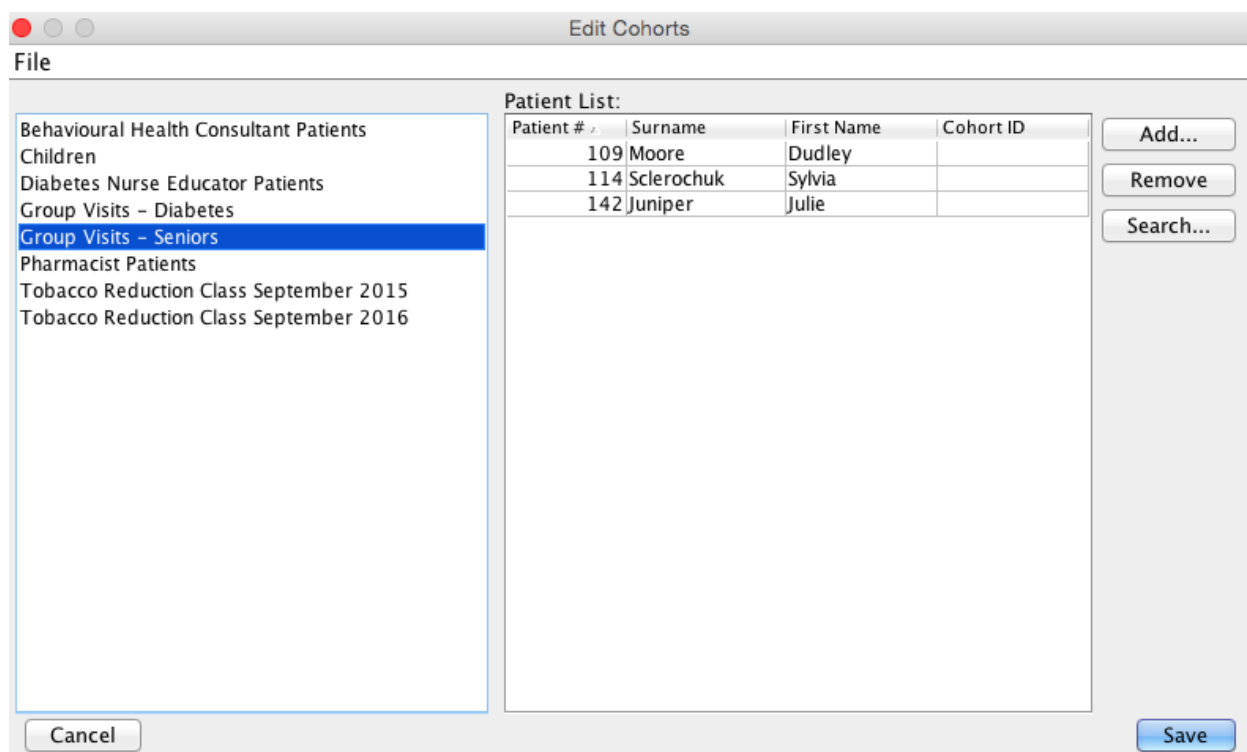 Edit Cohorts
File
Patient List:
Behavioural Health Consultant Patients
Children
Diabetes Nurse Educator Patients
Group Visits – Diabetes
Group Visits – Seniors
Pharmacist Patients
Tobacco Reduction Class September 2015
Tobacco Reduction Class September 2016
Patient # Surname First Name Cohort ID
109 Moore Dudley
114 Sclerochuk Sylvia
142 Juniper Julie
Add...
Remove
Search...
Cancel
Save